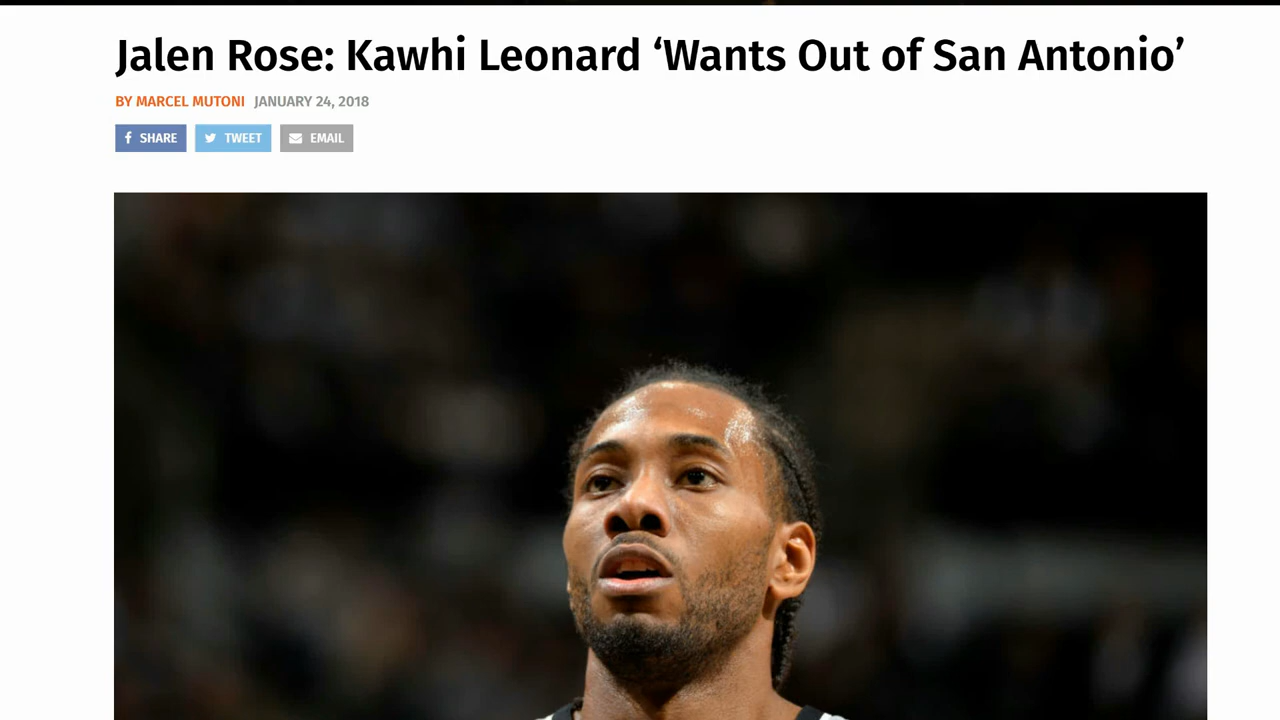 Jalen Rose: Kawhi Leonard ‘Wants Out of San Antonio’
BY MARCEL MUTONI JANUARY 24, 2018
SHARE TWEET EMAIL